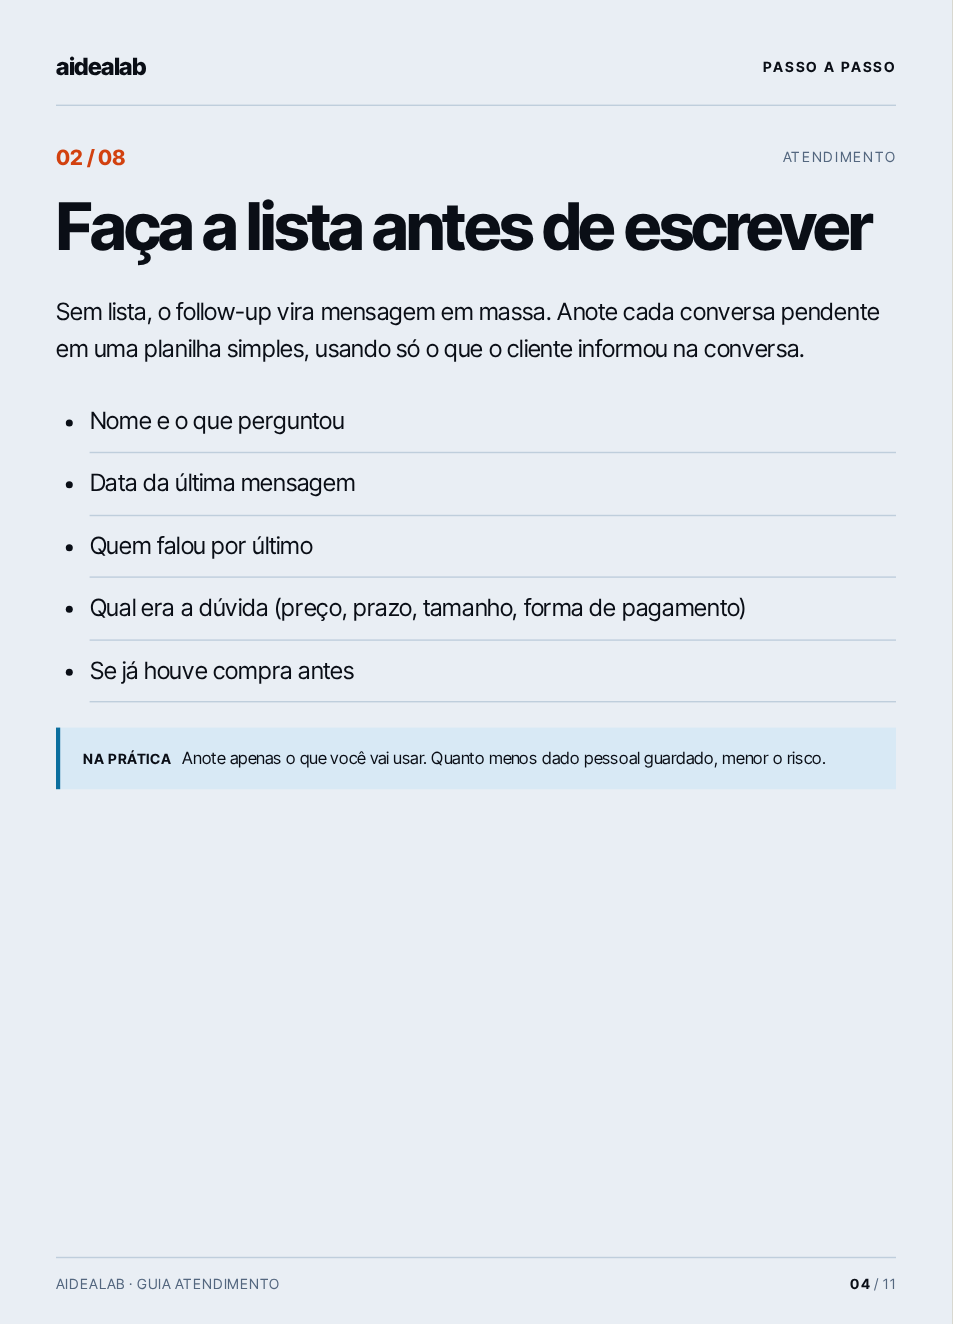 aidealab
PASSO A PASSO
02 / 08
ATENDIMENTO
Faça a lista antes de escrever
Sem lista, o follow-up vira mensagem em massa. Anote cada conversa pendente
em uma planilha simples, usando só o que o cliente informou na conversa.
• Nome e o que perguntou
• Data da última mensagem
• Quem falou por último
• Qual era a dúvida (preço, prazo, tamanho, forma de pagamento)
• Se já houve compra antes
NA PRÁTICA Anote apenas o que você vai usar. Quanto menos dado pessoal guardado, menor o risco.
AIDEALAB · GUIA ATENDIMENTO
04 / 11